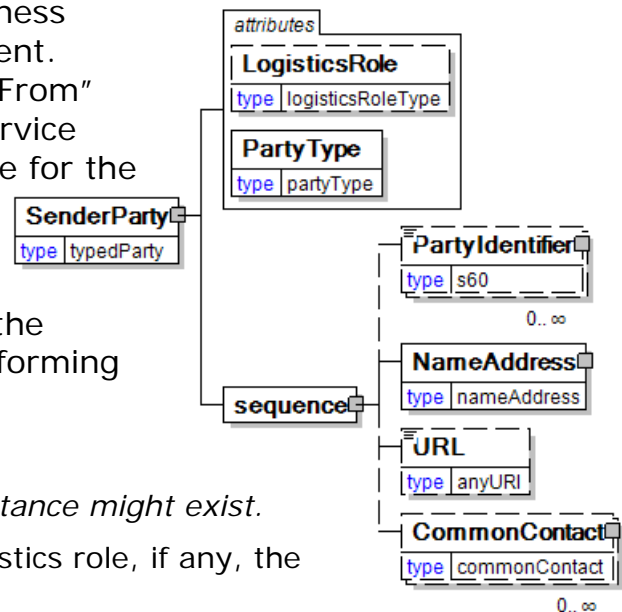 ness
ent.
From"
rvice
e for the
the
forming
tance might exist.
stics role, if any, the
attributes
LogisticsRole
type logisticsRoleType
PartyType
type partyType
SenderParty
type typedParty
sequence
PartyIdentifier
type s60
0.. ∞
NameAddress
type nameAddress
URL
type anyURI
CommonContact
type commonContact
0.. ∞